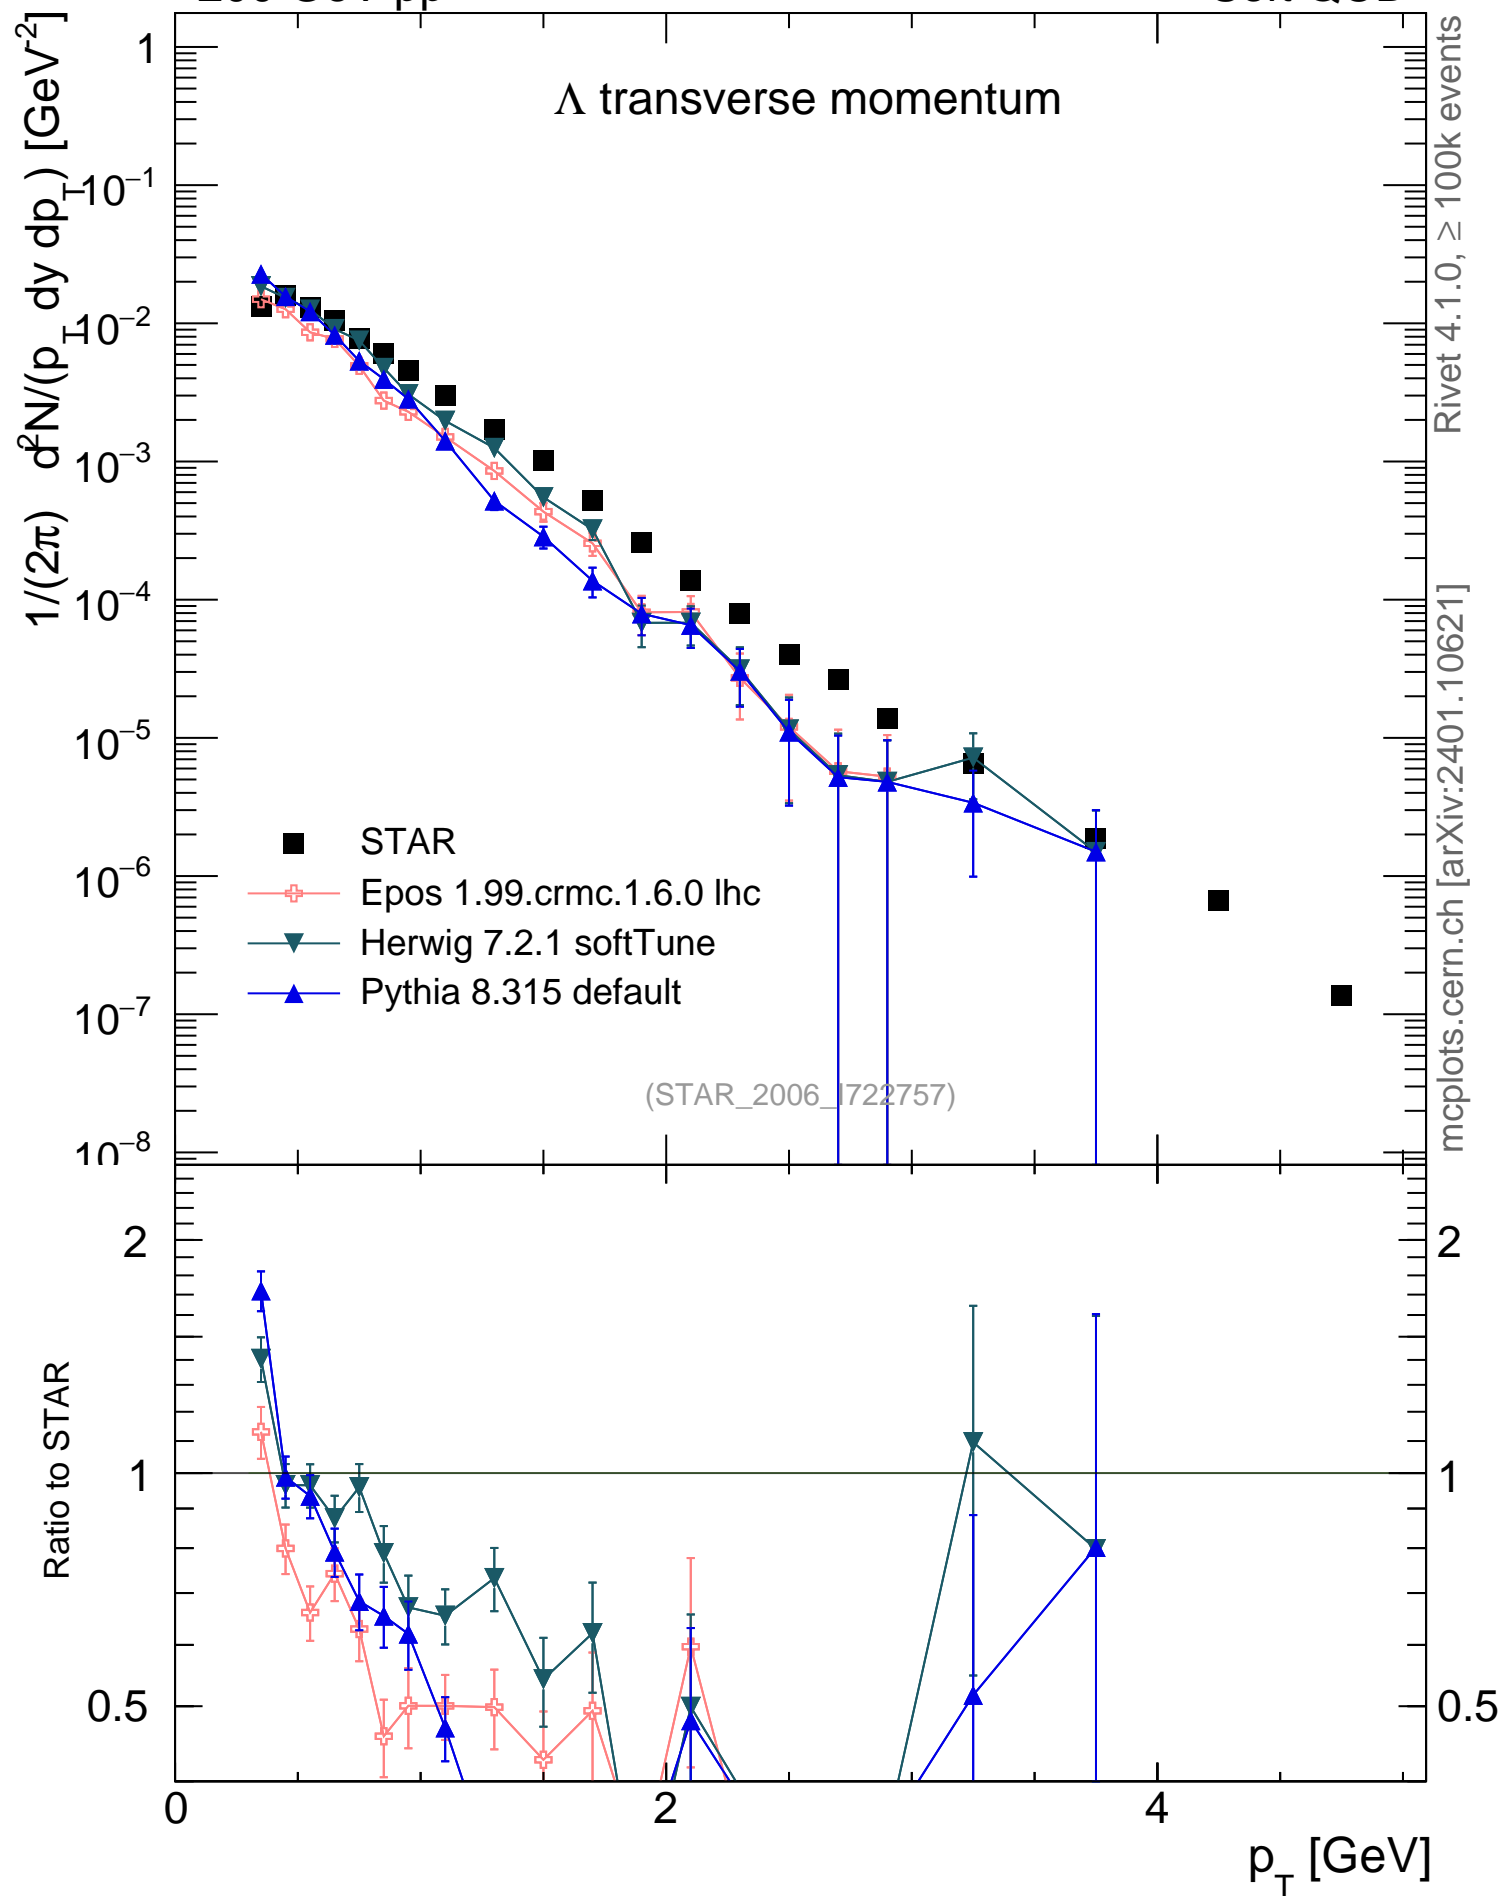 Λ transverse momentum
1/(2π) d²N/(p_T dy dp_T) [GeV⁻²]
1
10⁻¹
10⁻²
10⁻³
10⁻⁴
10⁻⁵
10⁻⁶
10⁻⁷
10⁻⁸
STAR
Epos 1.99.crmc.1.6.0 lhc
Herwig 7.2.1 softTune
Pythia 8.315 default
(STAR_2006_I722757)
Rivet 4.1.0, ≥ 100k events
mcplots.cern.ch [arXiv:2401.10621]
Ratio to STAR
2
1
0.5
2
1
0.5
0
2
4
p_T [GeV]